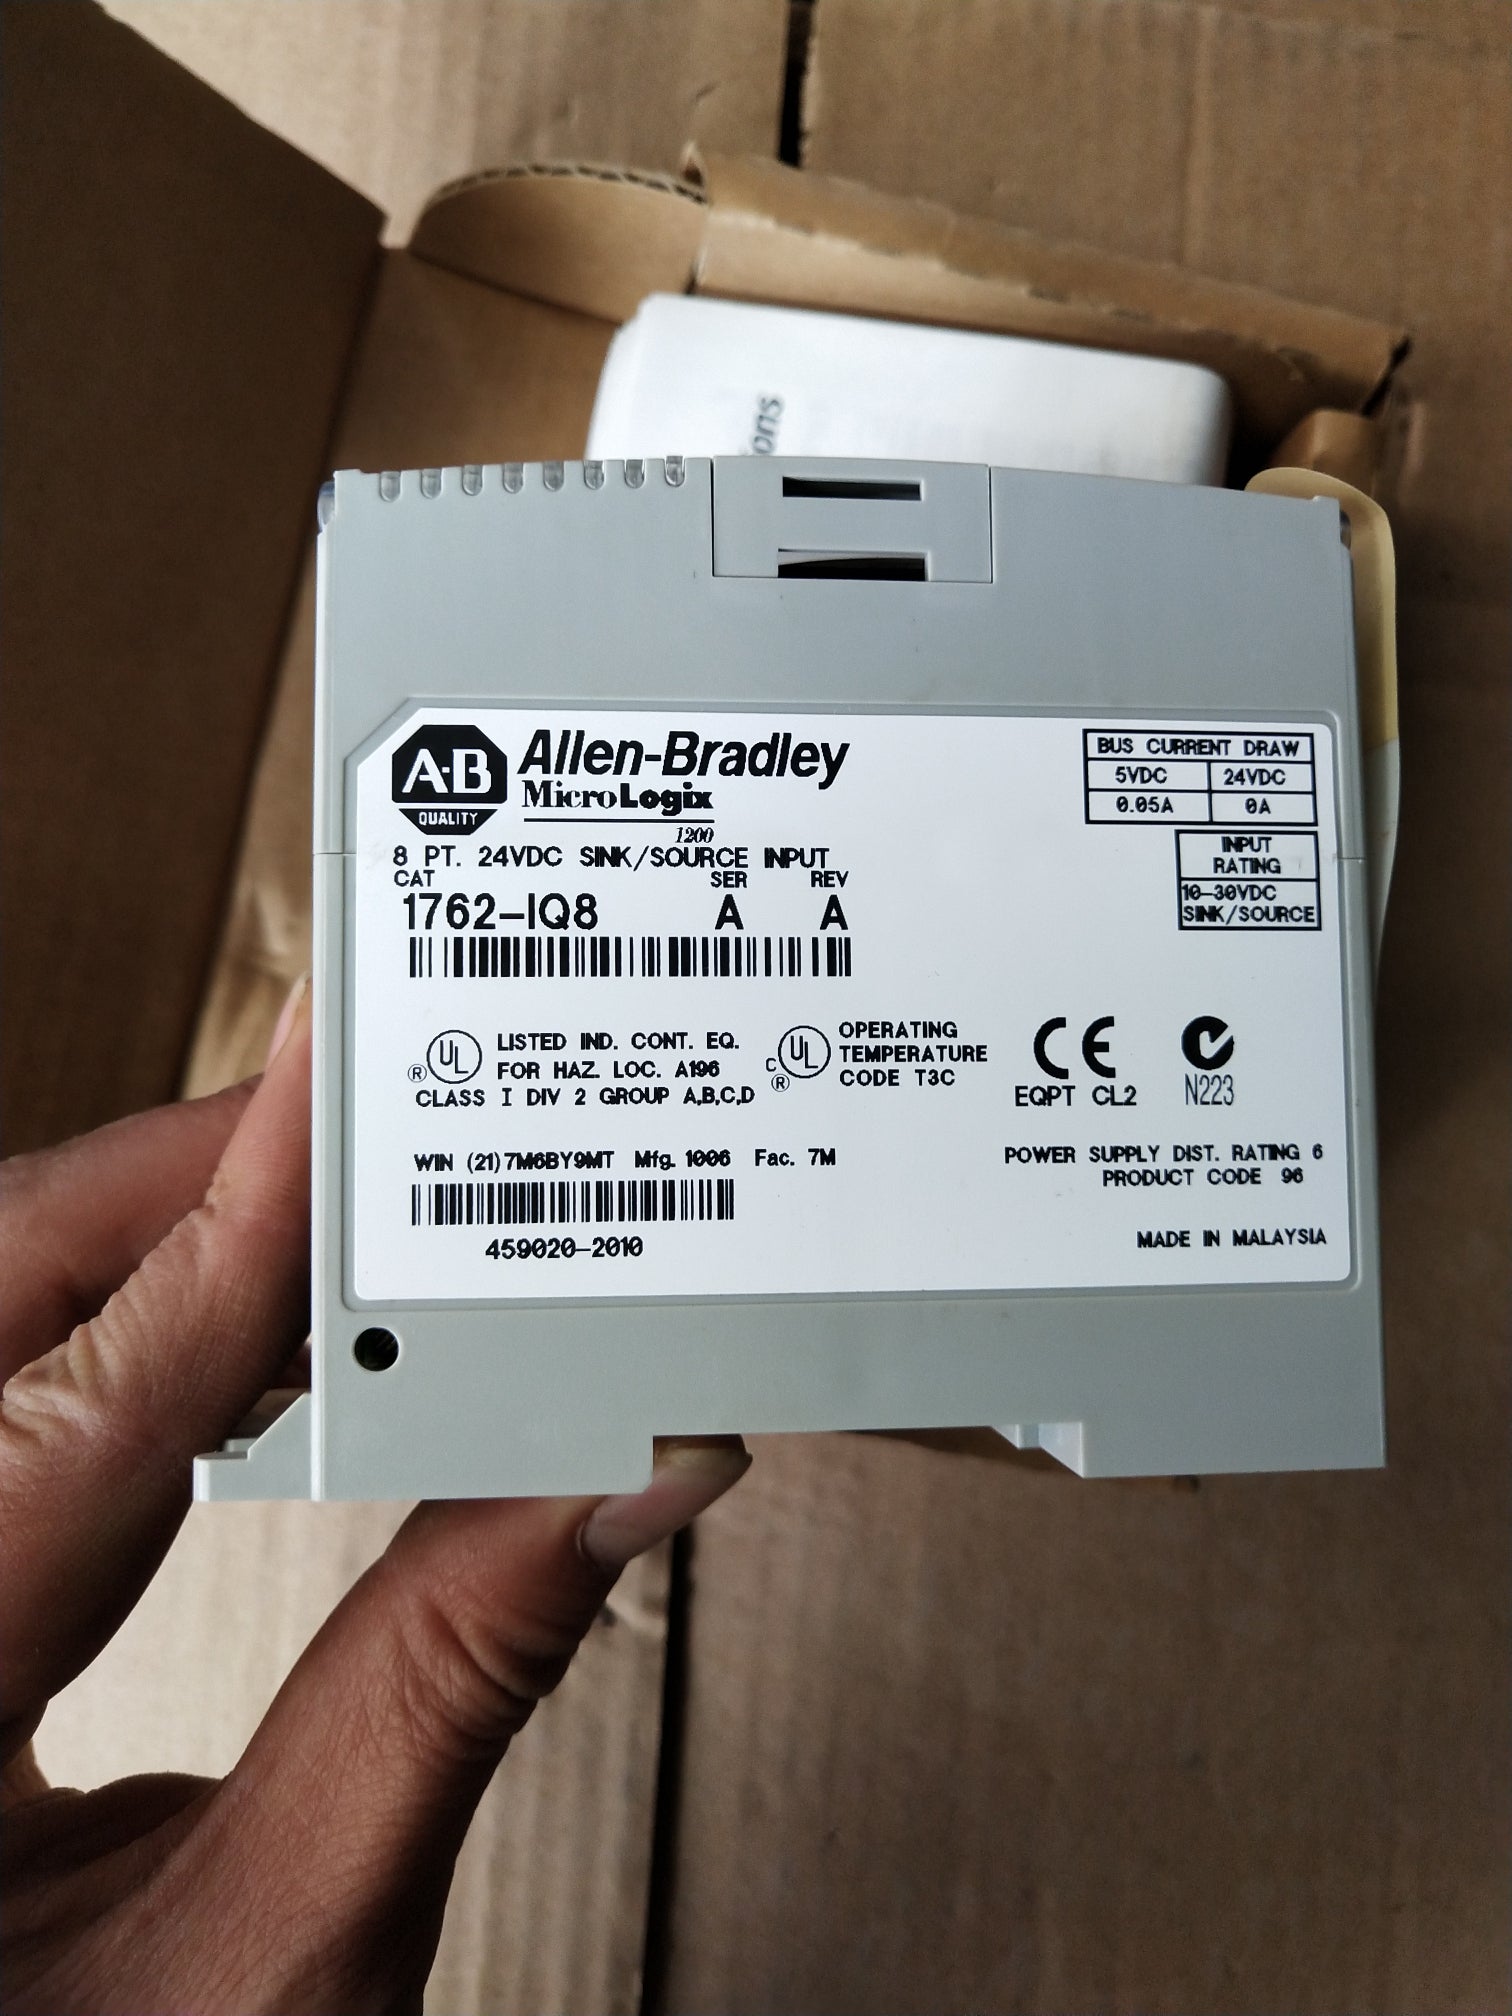 ons
A-B
QUALITY
Allen-Bradley
MicroLogix
1200
8 PT. 24VDC SINK/SOURCE INPUT
CAT SER REV
1762-IQ8 A A
BUS CURRENT DRAW
5VDC 24VDC
0.05A 0A
INPUT
RATING
10-30VDC
SINK/SOURCE
UL
®
LISTED IND. CONT. EQ.
FOR HAZ. LOC. A196
CLASS I DIV 2 GROUP A,B,C,D
C UL
®
OPERATING
TEMPERATURE
CODE T3C
CE
EQPT CL2
N223
WIN (21)7M6BY9MT Mfg. 1006 Fac. 7M
459020-2010
POWER SUPPLY DIST. RATING 6
PRODUCT CODE 96
MADE IN MALAYSIA